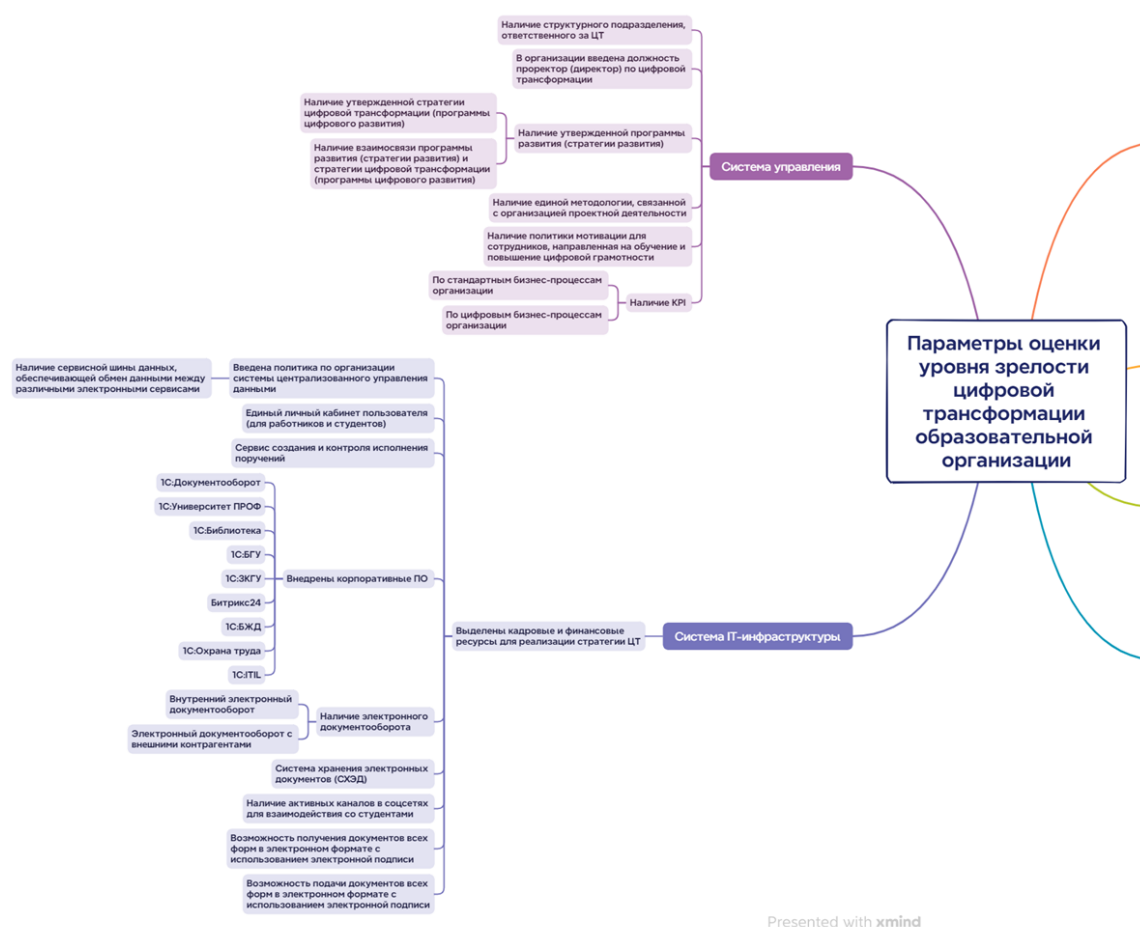 Наличие структурного подразделения,
ответственного за ЦТ
В организации введена должность
проректор (директор) по цифровой
трансформации
Наличие утвержденной стратегии
цифровой трансформации (программы
цифрового развития)
Наличие взаимосвязи программы
развития (стратегии развития) и
стратегии цифровой трансформации
(программы цифрового развития)
Наличие утвержденной программы
развития (стратегии развития)
Система управления
Наличие единой методологии, связанной
с организацией проектной деятельности
Наличие политики мотивации для
сотрудников, направленная на обучение и
повышение цифровой грамотности
По стандартным бизнес-процессам
организации
По цифровым бизнес-процессам
организации
Наличие KPI
Параметры оценки
уровня зрелости
цифровой
трансформации
образовательной
организации
Наличие сервисной шины данных,
обеспечивающей обмен данными между
различными электронными сервисами
Введена политика по организации
системы централизованного управления
данными
Единый личный кабинет пользователя
(для работников и студентов)
Сервис создания и контроля исполнения
поручений
1С:Документооборот
1С:Университет ПРОФ
1С:Библиотека
1С:БГУ
1С:ЗКГУ
Битрикс24
1С:БЖД
1С:Охрана труда
1С:ITIL
Внедрены корпоративные ПО
Выделены кадровые и финансовые
ресурсы для реализации стратегии ЦТ
Система IT-инфраструктуры
Внутренний электронный
документооборот
Электронный документооборот с
внешними контрагентами
Наличие электронного
документооборота
Система хранения электронных
документов (СХЭД)
Наличие активных каналов в соцсетях
для взаимодействия со студентами
Возможность получения документов всех
форм в электронном формате с
использованием электронной подписи
Возможность подачи документов всех
форм в электронном формате с
использованием электронной подписи
Presented with xmind